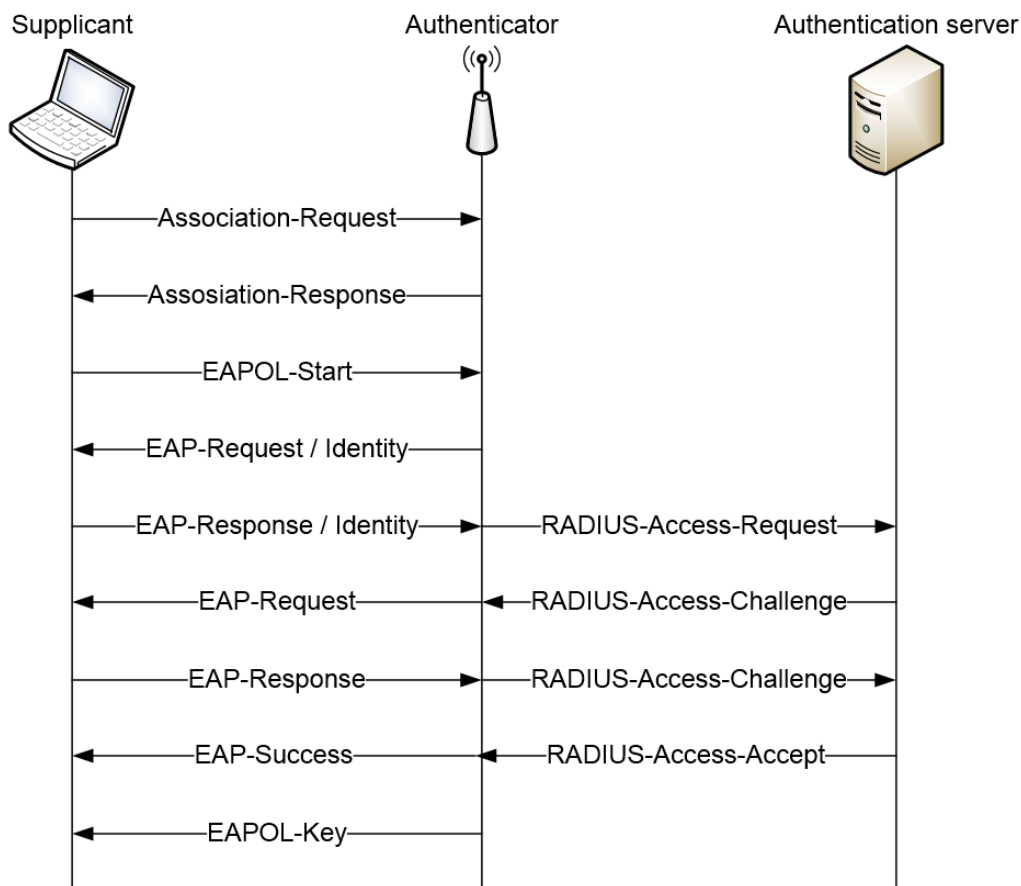 Supplicant
Authenticator
Authentication server
Association-Request
Assosiation-Response
EAPOL-Start
EAP-Request / Identity
EAP-Response / Identity
RADIUS-Access-Request
EAP-Request
RADIUS-Access-Challenge
EAP-Response
RADIUS-Access-Challenge
EAP-Success
RADIUS-Access-Accept
EAPOL-Key